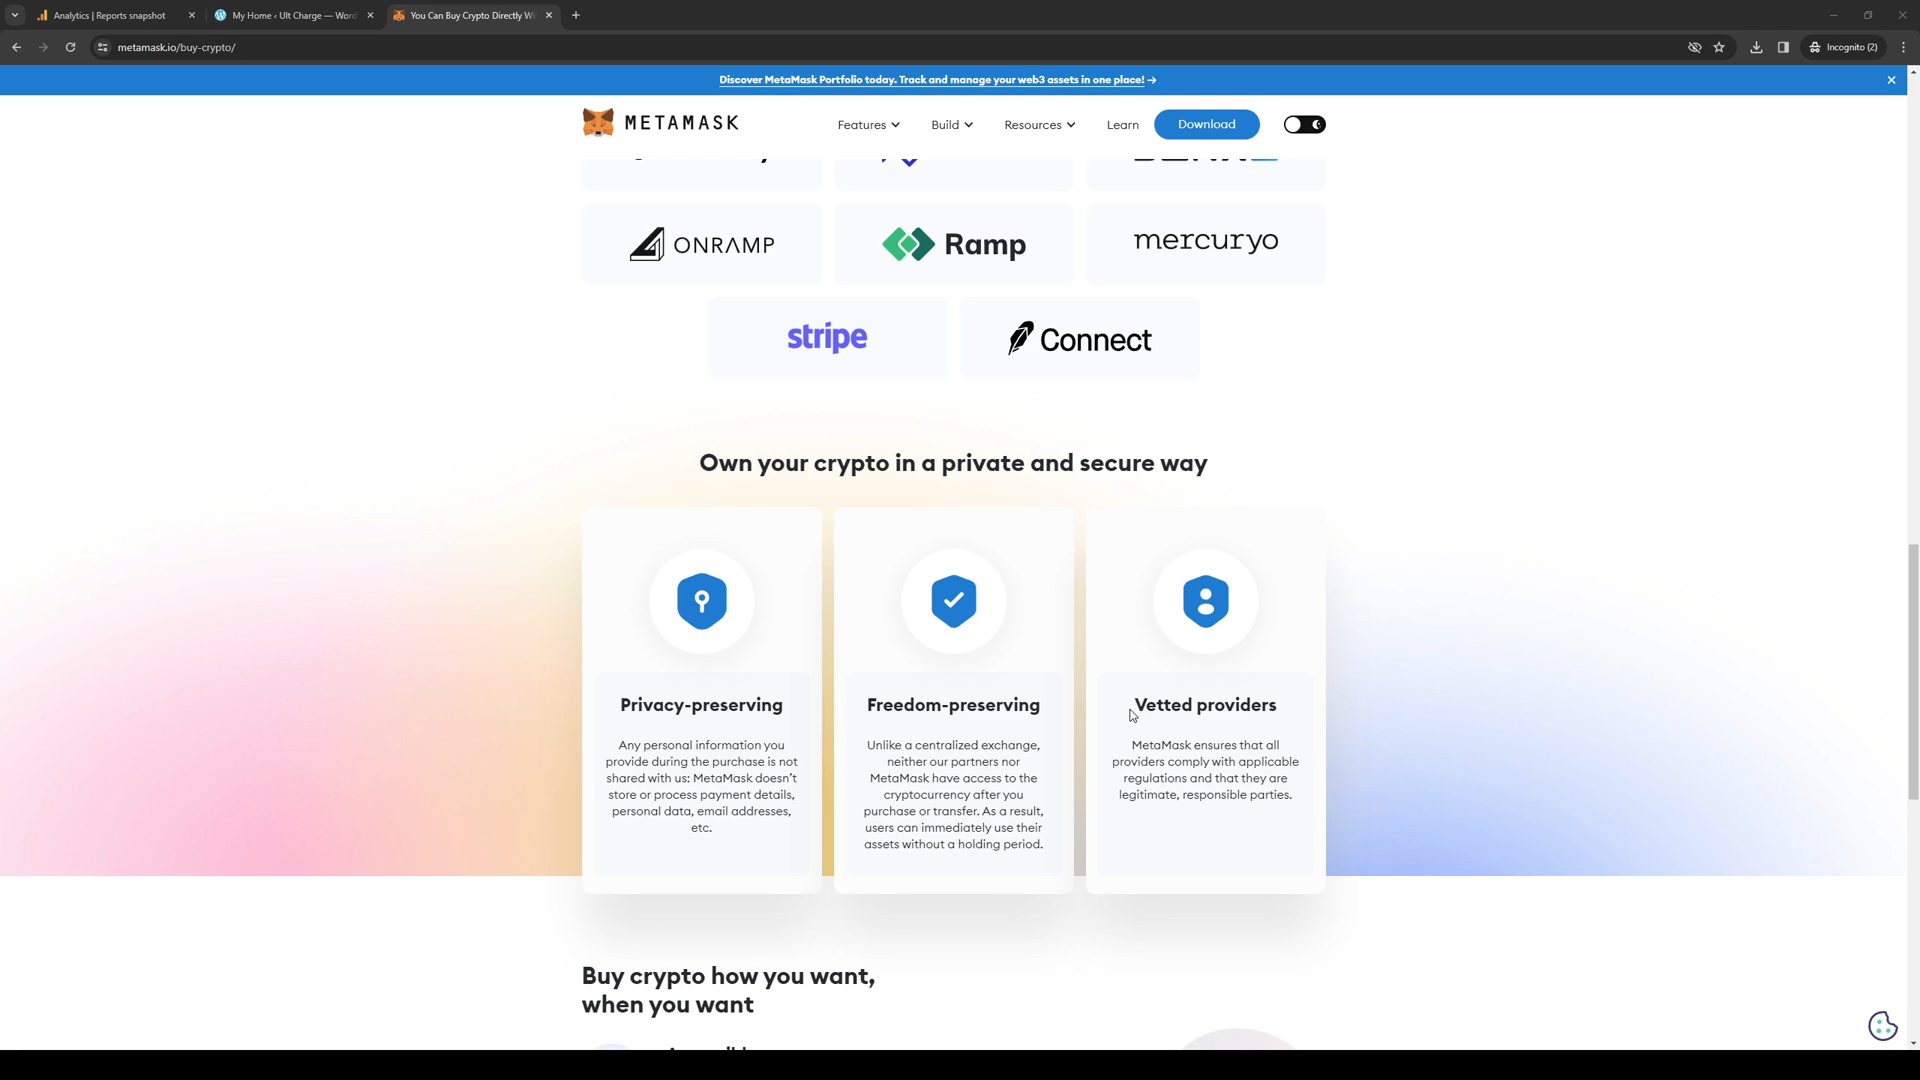 Analytics | Reports snapshot
My Home ‹ Ult Charge — Word
You Can Buy Crypto Directly Wi
metamask.io/buy-crypto/
Incognito (2)
Discover MetaMask Portfolio today. Track and manage your web3 assets in one place! →
METAMASK
Features
Build
Resources
Learn
Download
ONRAMP
Ramp
mercuryo
stripe
Connect
Own your crypto in a private and secure way
Privacy-preserving
Any personal information you
provide during the purchase is not
shared with us: MetaMask doesn't
store or process payment details,
personal data, email addresses,
etc.
Freedom-preserving
Unlike a centralized exchange,
neither our partners nor
MetaMask have access to the
cryptocurrency after you
purchase or transfer. As a result,
users can immediately use their
assets without a holding period.
Vetted providers
MetaMask ensures that all
providers comply with applicable
regulations and that they are
legitimate, responsible parties.
Buy crypto how you want,
when you want